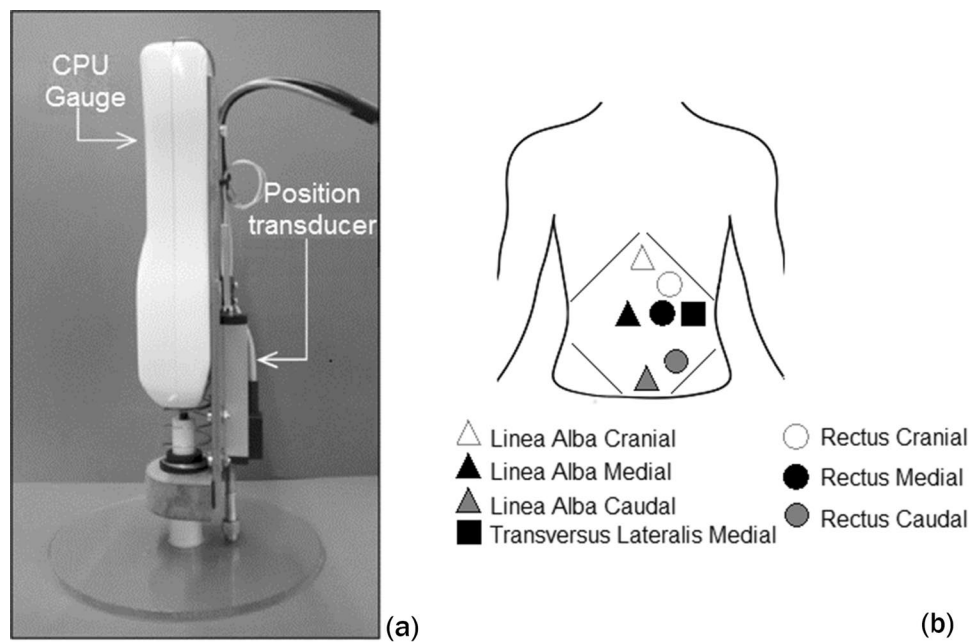 CPU
Gauge
Position
transducer
(a)
Linea Alba Cranial
Linea Alba Medial
Linea Alba Caudal
Transversus Lateralis Medial
Rectus Cranial
Rectus Medial
Rectus Caudal
(b)